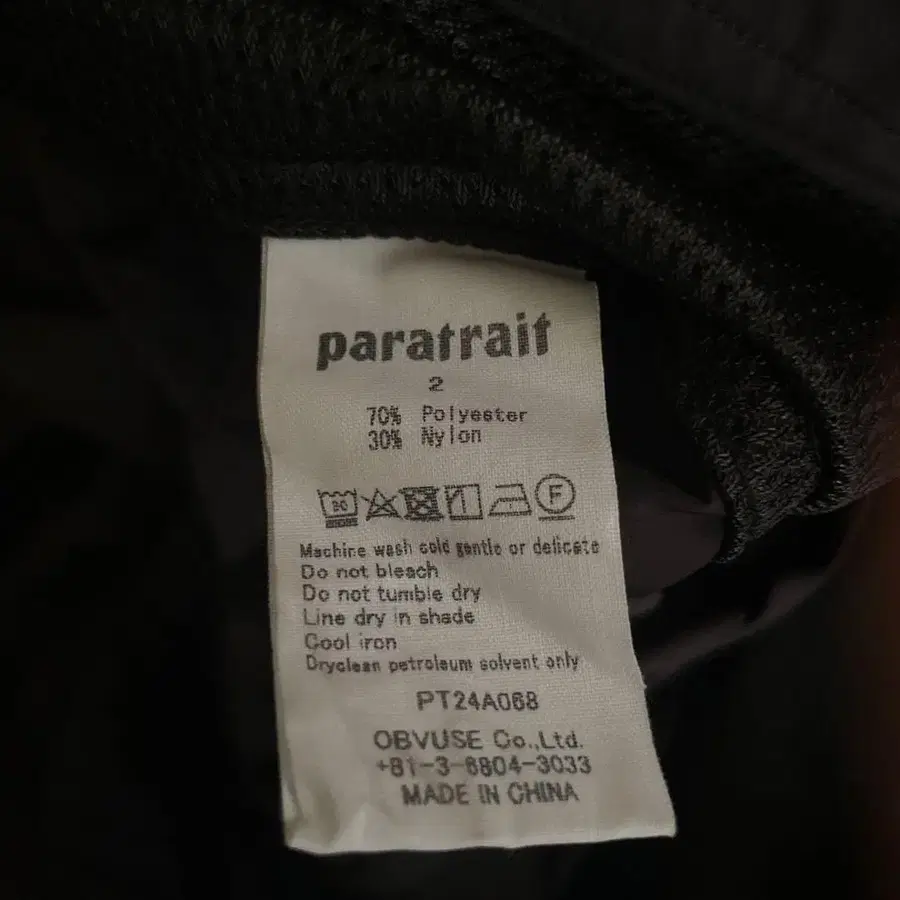 paratrait
2
70% Polyester
30% Nylon
30
F
Machine wash cold gentle or delicate
Do not bleach
Do not tumble dry
Line dry in shade
Cool iron
Dryclean petroleum solvent only
PT24A068
OBVUSE Co.,Ltd.
+81-3-6804-3033
MADE IN CHINA